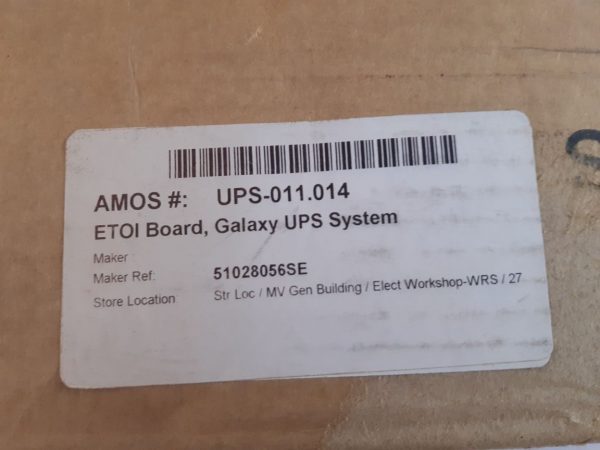 AMOS #: UPS-011.014
ETOI Board, Galaxy UPS System
Maker :
Maker Ref: 51028056SE
Store Location: Str Loc / MV Gen Building / Elect Workshop-WRS / 27